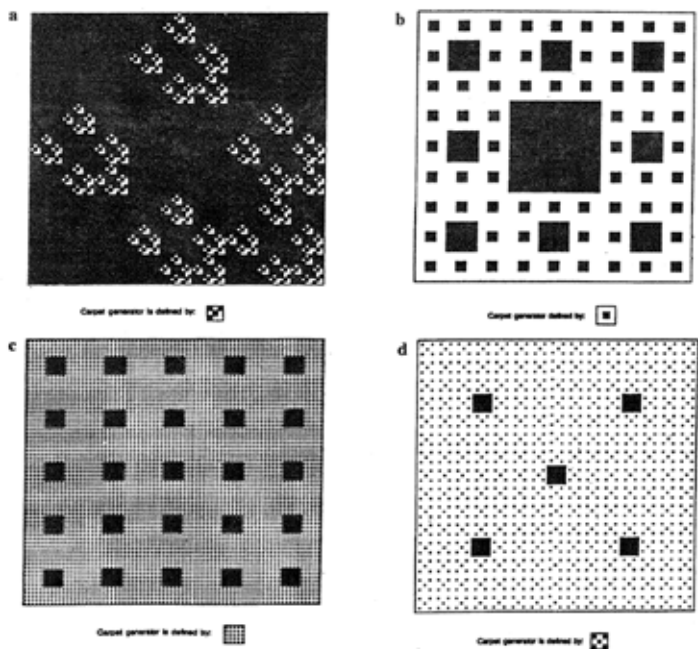 a
b
Carpet generator is defined by:
Carpet generator defined by:
c
d
Carpet generator is defined by:
Carpet generator is defined by: